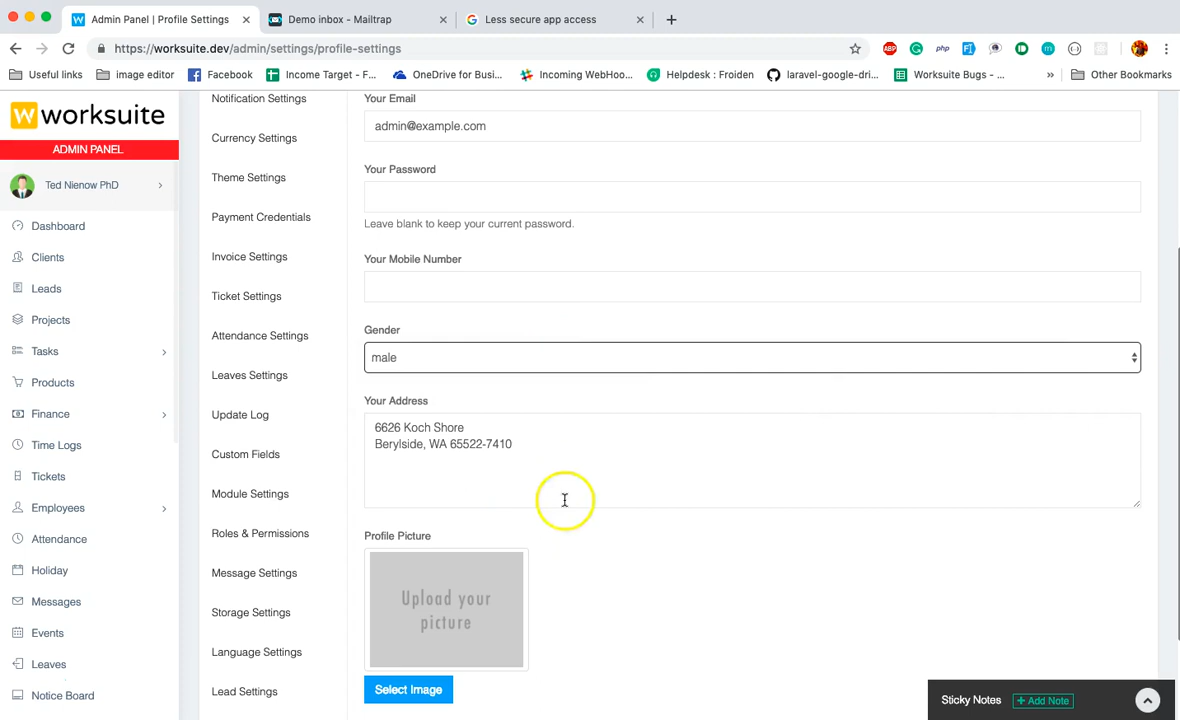 Admin Panel | Profile Settings
Demo inbox - Mailtrap
Less secure app access
https://worksuite.dev/admin/settings/profile-settings
Useful links
image editor
Facebook
Income Target - F...
OneDrive for Busi...
Incoming WebHoo...
Helpdesk : Froiden
laravel-google-dri...
Worksuite Bugs - ...
»
Other Bookmarks
worksuite
ADMIN PANEL
Ted Nienow PhD
Dashboard
Clients
Leads
Projects
Tasks
Products
Finance
Time Logs
Tickets
Employees
Attendance
Holiday
Messages
Events
Leaves
Notice Board
Notification Settings
Currency Settings
Theme Settings
Payment Credentials
Invoice Settings
Ticket Settings
Attendance Settings
Leaves Settings
Update Log
Custom Fields
Module Settings
Roles & Permissions
Message Settings
Storage Settings
Language Settings
Lead Settings
Your Email
admin@example.com
Your Password
Leave blank to keep your current password.
Your Mobile Number
Gender
male
Your Address
6626 Koch Shore
Berylside, WA 65522-7410
Profile Picture
Upload your
picture
Select Image
Sticky Notes
+ Add Note